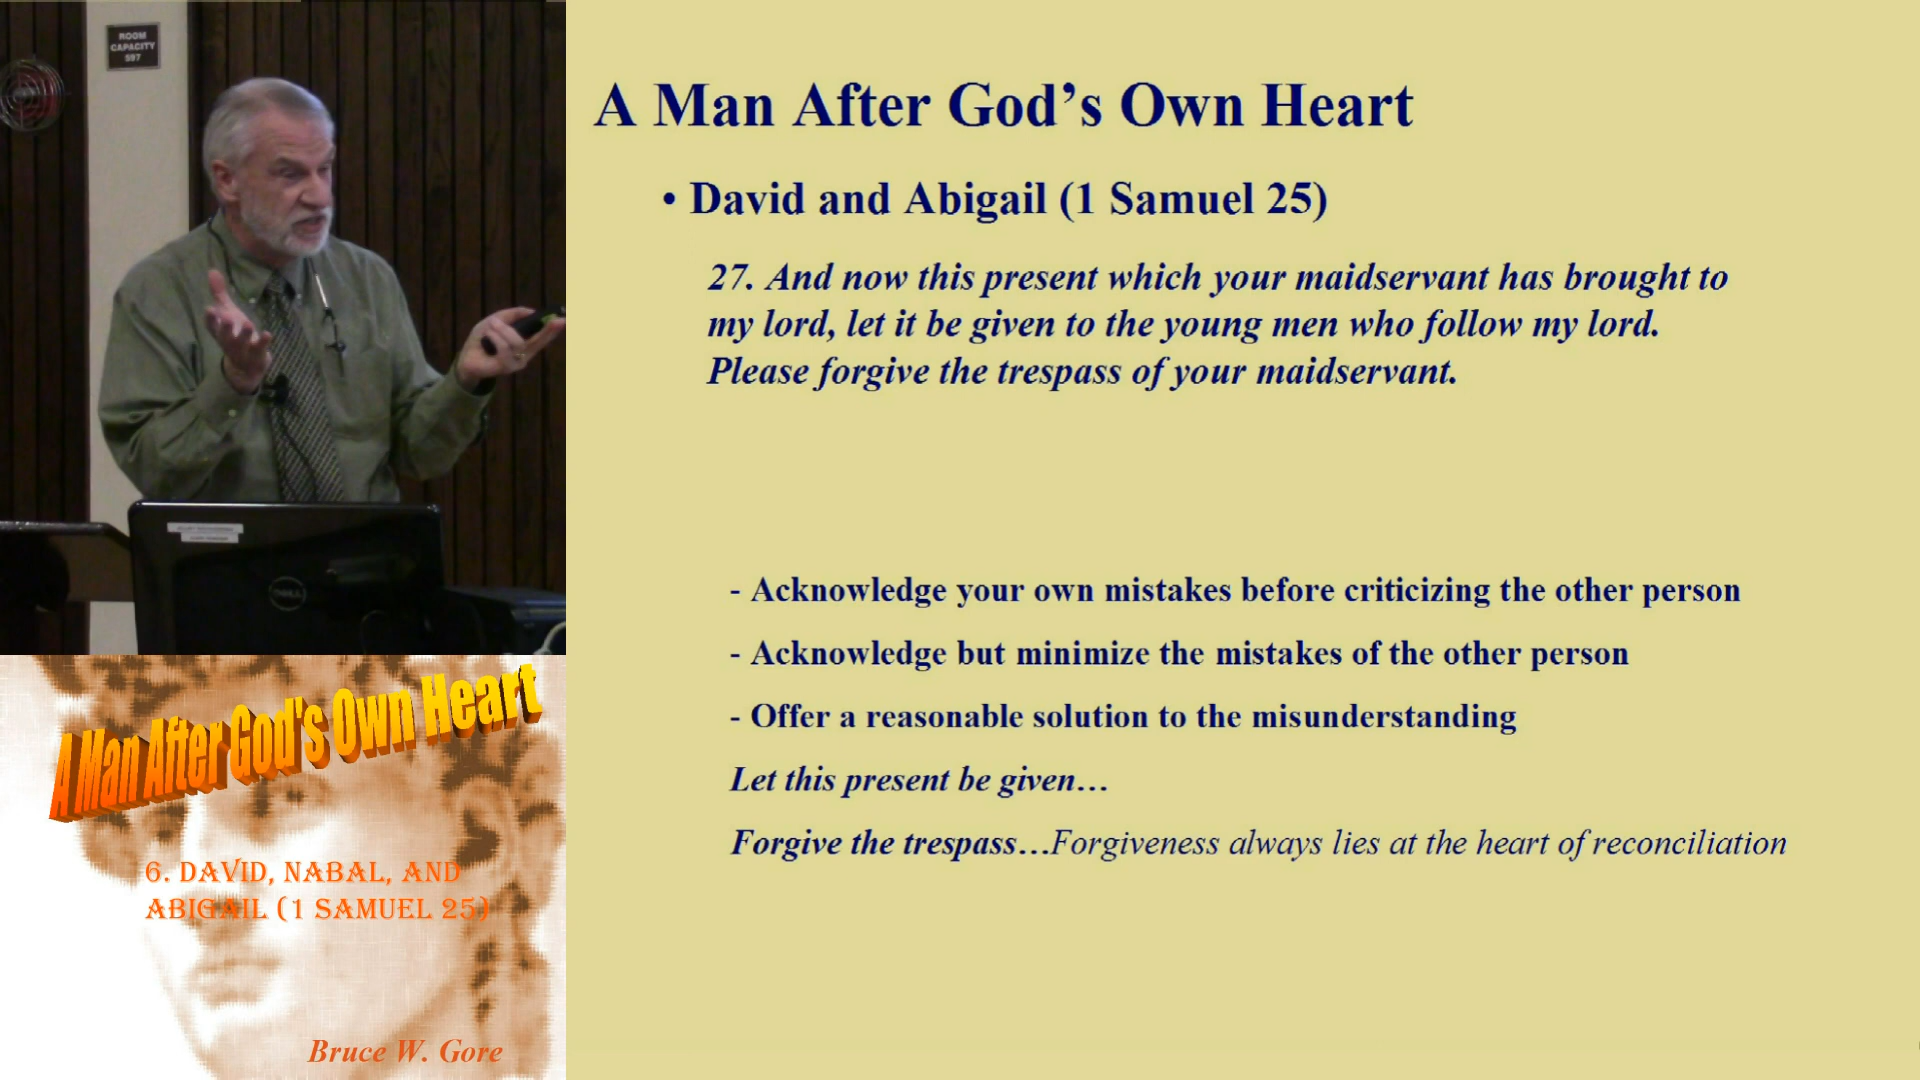 ROOM
CAPACITY
597
DELL
A Man After God's Own Heart
6. David, Nabal, and
Abigail (1 Samuel 25)
Bruce W. Gore
A Man After God’s Own Heart
• David and Abigail (1 Samuel 25)
27. And now this present which your maidservant has brought to
my lord, let it be given to the young men who follow my lord.
Please forgive the trespass of your maidservant.
- Acknowledge your own mistakes before criticizing the other person
- Acknowledge but minimize the mistakes of the other person
- Offer a reasonable solution to the misunderstanding
Let this present be given…
Forgive the trespass…Forgiveness always lies at the heart of reconciliation